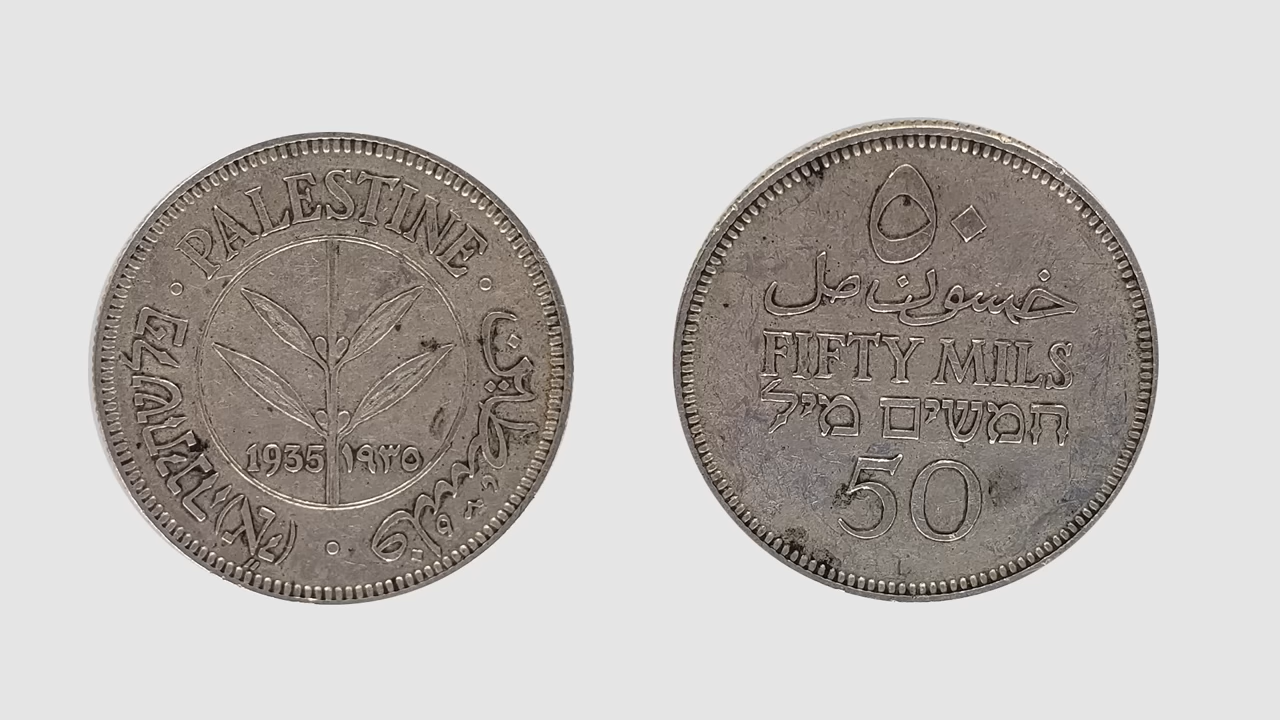 PALESTINE
פלשתינה (א״י)
فلسطين
1935 ١٩٣٥
٥٠
خمسون مل
FIFTY MILS
חמשים מיל
50
L